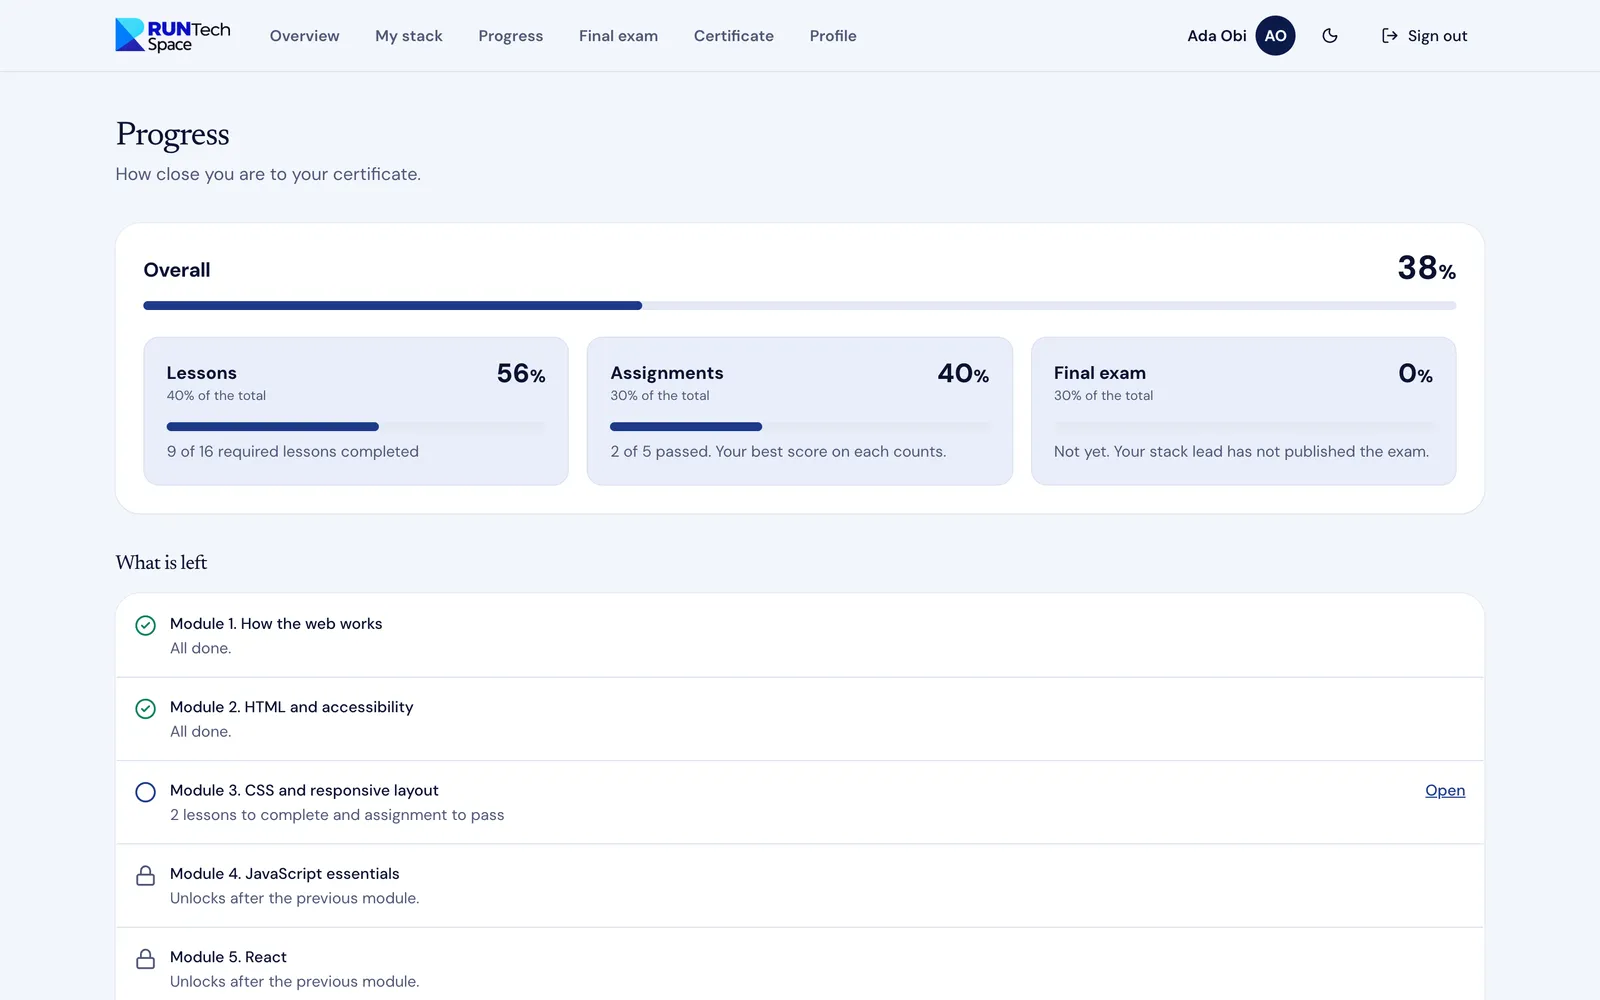 RUNTech
Space
Overview
My stack
Progress
Final exam
Certificate
Profile
Ada Obi
AO
Sign out
Progress
How close you are to your certificate.
Overall
38%
Lessons
56%
40% of the total
9 of 16 required lessons completed
Assignments
40%
30% of the total
2 of 5 passed. Your best score on each counts.
Final exam
0%
30% of the total
Not yet. Your stack lead has not published the exam.
What is left
Module 1. How the web works
All done.
Module 2. HTML and accessibility
All done.
Module 3. CSS and responsive layout
Open
2 lessons to complete and assignment to pass
Module 4. JavaScript essentials
Unlocks after the previous module.
Module 5. React
Unlocks after the previous module.